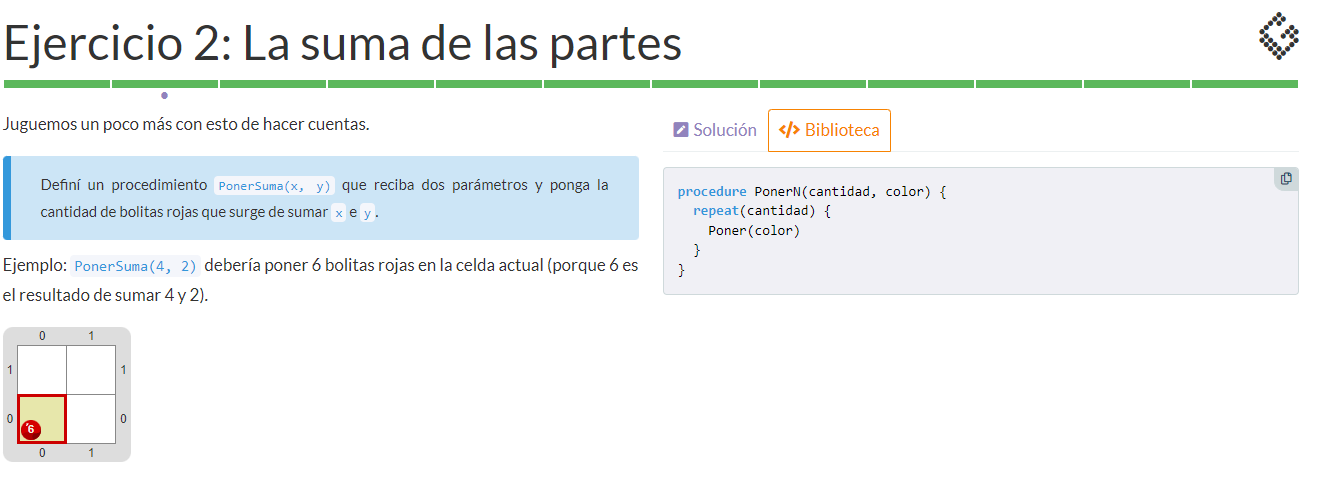 Ejercicio 2: La suma de las partes
Juguemos un poco más con esto de hacer cuentas.
Definí un procedimiento PonerSuma(x, y) que reciba dos parámetros y ponga la
cantidad de bolitas rojas que surge de sumar x e y.
Ejemplo: PonerSuma(4, 2) debería poner 6 bolitas rojas en la celda actual (porque 6 es
el resultado de sumar 4 y 2).
0 1
1 1
0 6 0
0 1
Solución </> Biblioteca
procedure PonerN(cantidad, color) {
  repeat(cantidad) {
    Poner(color)
  }
}